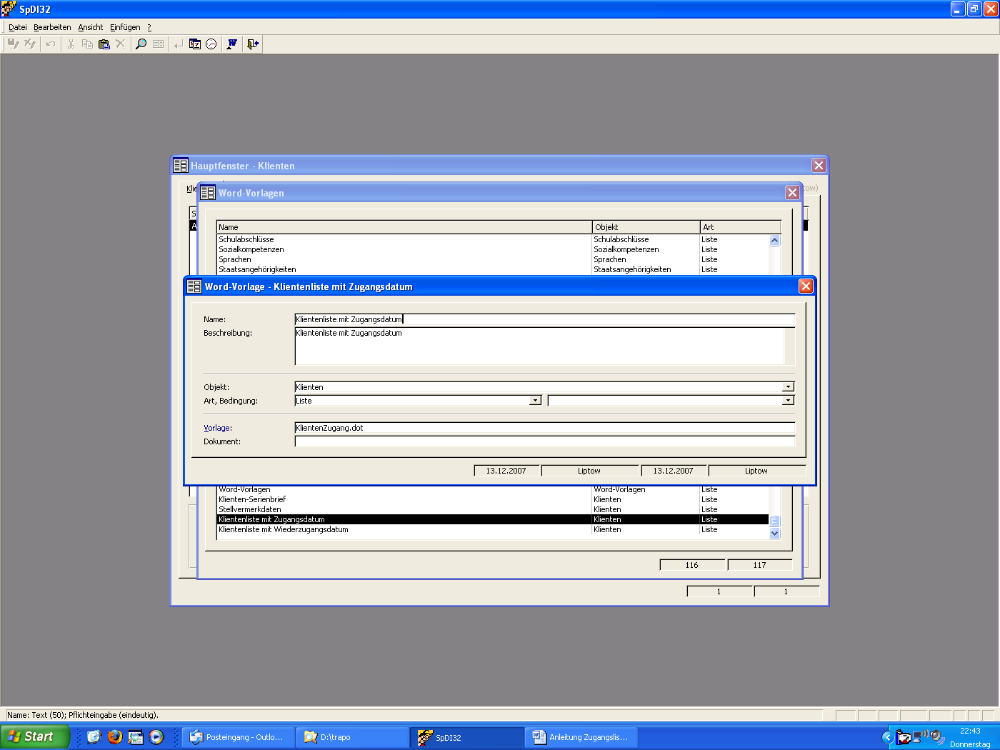 SpDI32
Datei Bearbeiten Ansicht Einfügen ?
Hauptfenster - Klienten
Word-Vorlagen
Name Objekt Art
Schulabschlüsse Schulabschlüsse Liste
Sozialkompetenzen Sozialkompetenzen Liste
Sprachen Sprachen Liste
Staatsangehörigkeiten Staatsangehörigkeiten Liste
Word-Vorlage - Klientenliste mit Zugangsdatum
Name: Klientenliste mit Zugangsdatum
Beschreibung: Klientenliste mit Zugangsdatum
Objekt: Klienten
Art, Bedingung: Liste
Vorlage: KlientenZugang.dot
Dokument:
13.12.2007 Liptow 13.12.2007 Liptow
Word-Vorlagen Word-Vorlagen Liste
Klienten-Serienbrief Klienten Liste
Stellvermerkdaten Klienten Liste
Klientenliste mit Zugangsdatum Klienten Liste
Klientenliste mit Wiederzugangsdatum Klienten Liste
116 117
1 1
Name: Text (50); Pflichteingabe (eindeutig).
Start Posteingang - Outlo... D:\trapo SpDI32 Anleitung Zugangslis... 22:43
Donnerstag